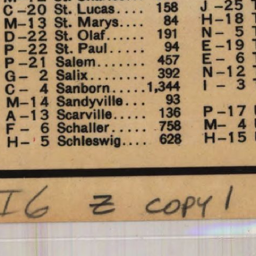 C-20 St. Lucas.... 158 J-25
M-13 St. Marys.... 84 H-18
D-22 St. Olaf..... 191 N- 5
P-22 St. Paul..... 94 E-19
P-21 Salem....... 457 E- 6
G- 2 Salix........ 392 N-12
C- 4 Sanborn.....1,344 I- 3
M-14 Sandyville... 93
A-13 Scarville..... 136 P-17
F- 6 Schaller..... 758 M- 4
H- 5 Schleswig.... 628 H-15
I6 Z COPY 1